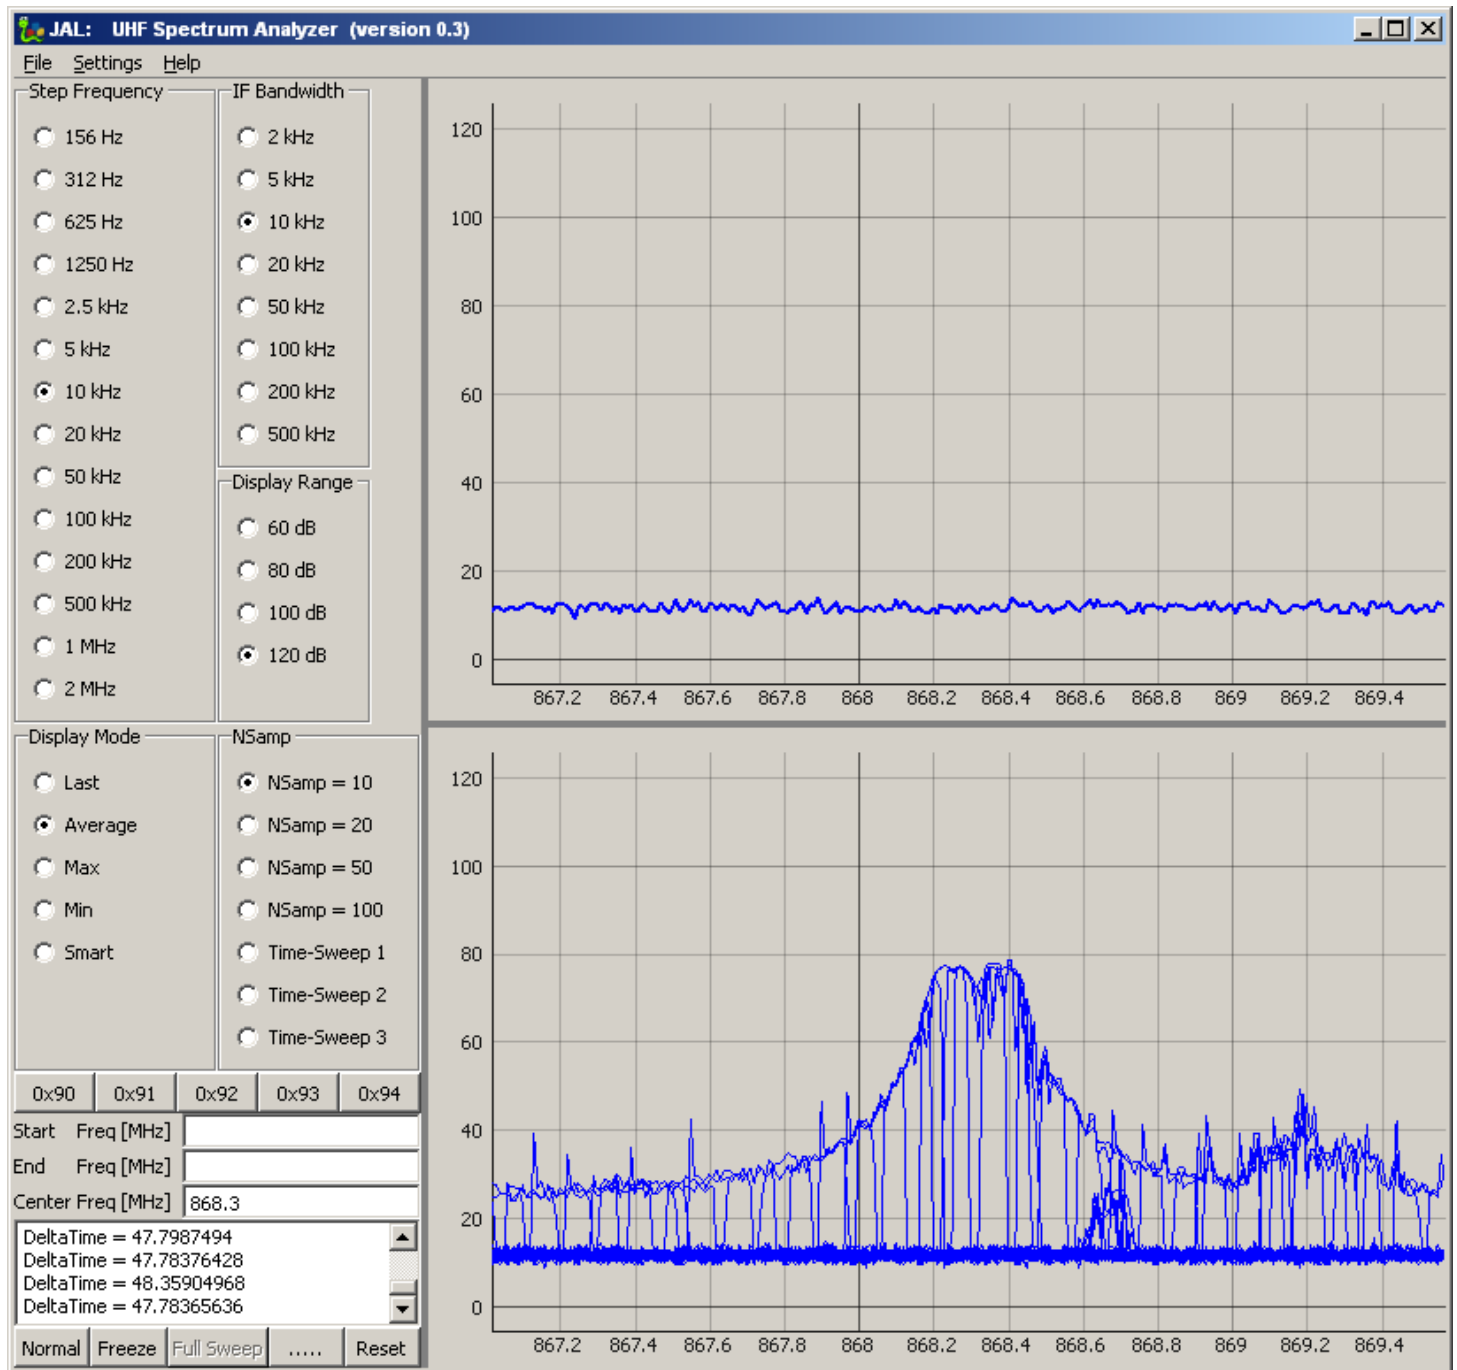 JAL: UHF Spectrum Analyzer (version 0.3)
File Settings Help
Step Frequency
156 Hz
312 Hz
625 Hz
1250 Hz
2.5 kHz
5 kHz
10 kHz
20 kHz
50 kHz
100 kHz
200 kHz
500 kHz
1 MHz
2 MHz
IF Bandwidth
2 kHz
5 kHz
10 kHz
20 kHz
50 kHz
100 kHz
200 kHz
500 kHz
Display Range
60 dB
80 dB
100 dB
120 dB
Display Mode
Last
Average
Max
Min
Smart
NSamp
NSamp = 10
NSamp = 20
NSamp = 50
NSamp = 100
Time-Sweep 1
Time-Sweep 2
Time-Sweep 3
0x90 0x91 0x92 0x93 0x94
Start Freq [MHz]
End Freq [MHz]
Center Freq [MHz] 868.3
DeltaTime = 47.7987494
DeltaTime = 47.78376428
DeltaTime = 48.35904968
DeltaTime = 47.78365636
Normal Freeze Full Sweep ..... Reset
120
100
80
60
40
20
0
867.2 867.4 867.6 867.8 868 868.2 868.4 868.6 868.8 869 869.2 869.4
120
100
80
60
40
20
0
867.2 867.4 867.6 867.8 868 868.2 868.4 868.6 868.8 869 869.2 869.4